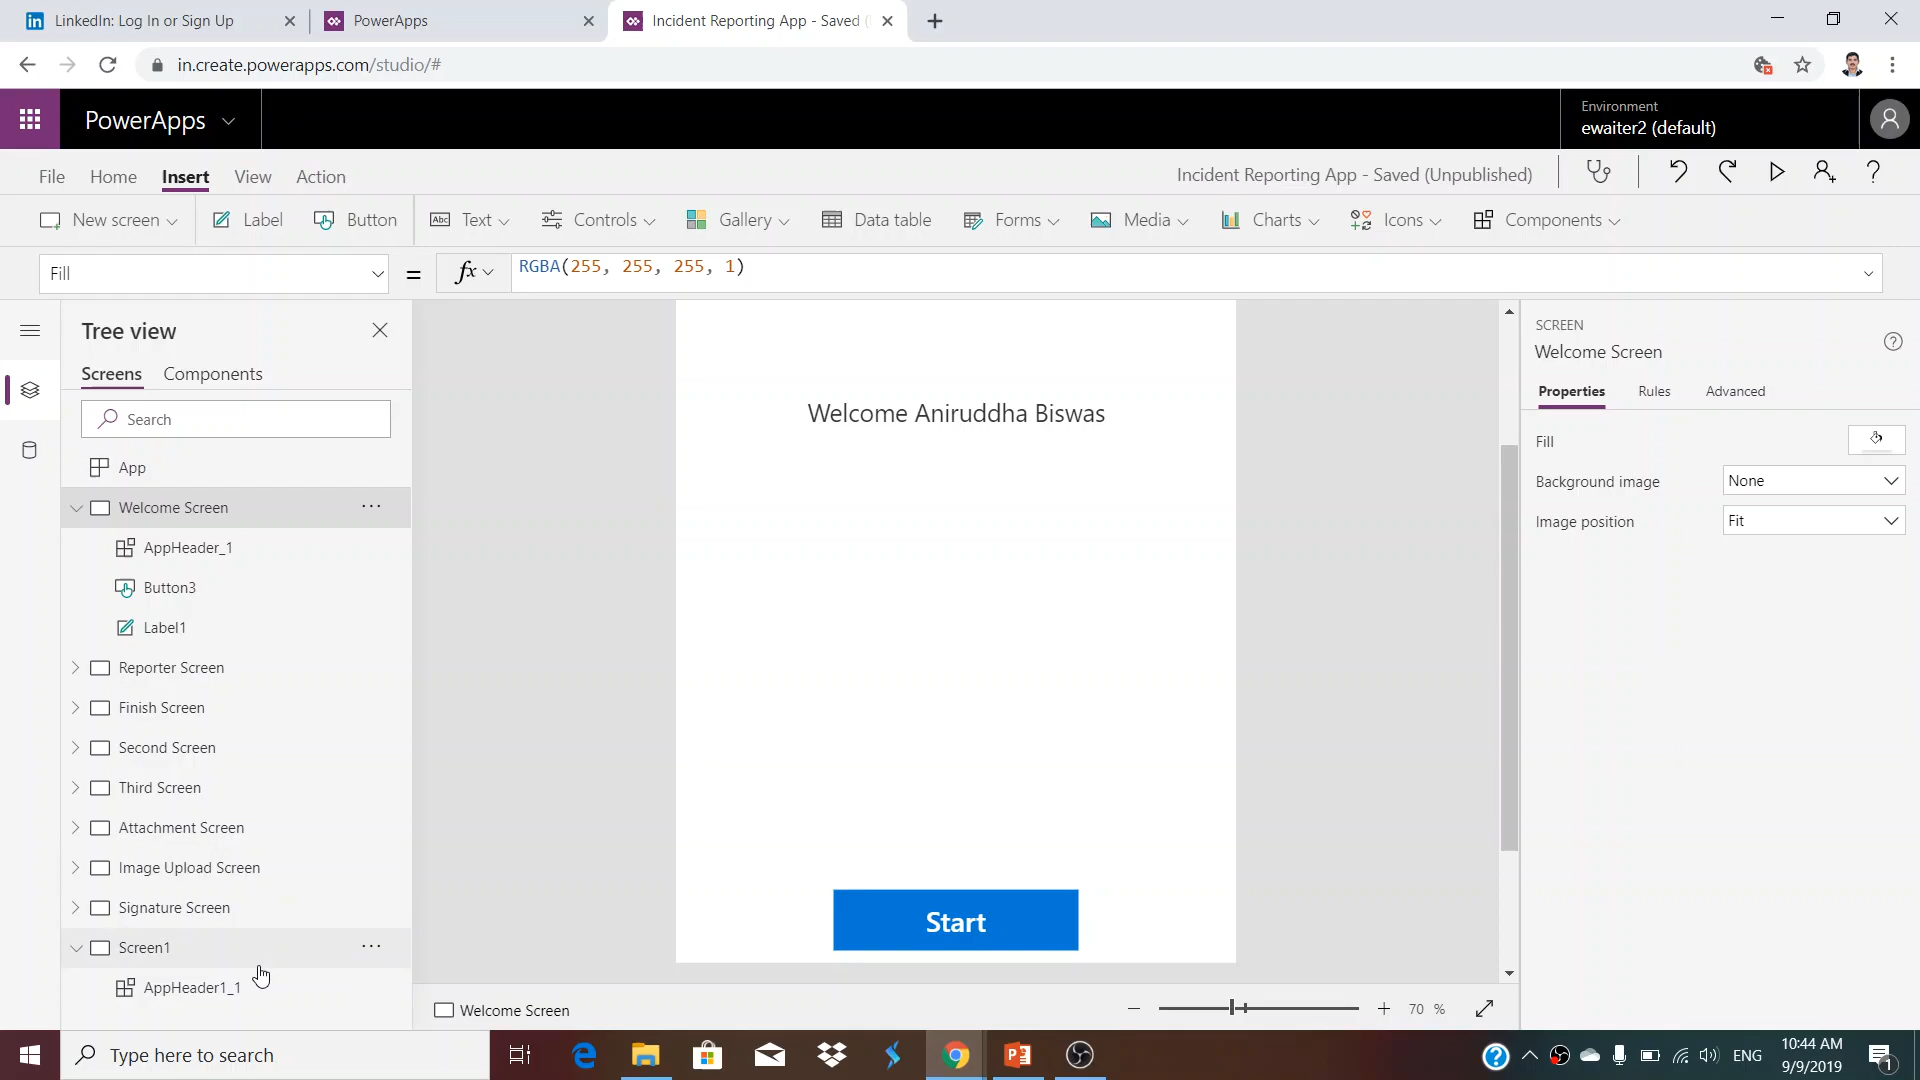 LinkedIn: Log In or Sign Up
PowerApps
Incident Reporting App - Saved (
in.create.powerapps.com/studio/#
PowerApps
Environment
ewaiter2 (default)
File Home Insert View Action
Incident Reporting App - Saved (Unpublished)
New screen Label Button Abc Text Controls Gallery Data table Forms Media Charts Icons Components
Fill = fx RGBA(255, 255, 255, 1)
Tree view
Screens Components
Search
App
Welcome Screen ...
AppHeader_1
Button3
Label1
Reporter Screen
Finish Screen
Second Screen
Third Screen
Attachment Screen
Image Upload Screen
Signature Screen
Screen1 ...
AppHeader1_1
Welcome Aniruddha Biswas
Start
Welcome Screen
70 %
SCREEN
Welcome Screen
Properties Rules Advanced
Fill
Background image None
Image position Fit
Type here to search
ENG
10:44 AM
9/9/2019
1